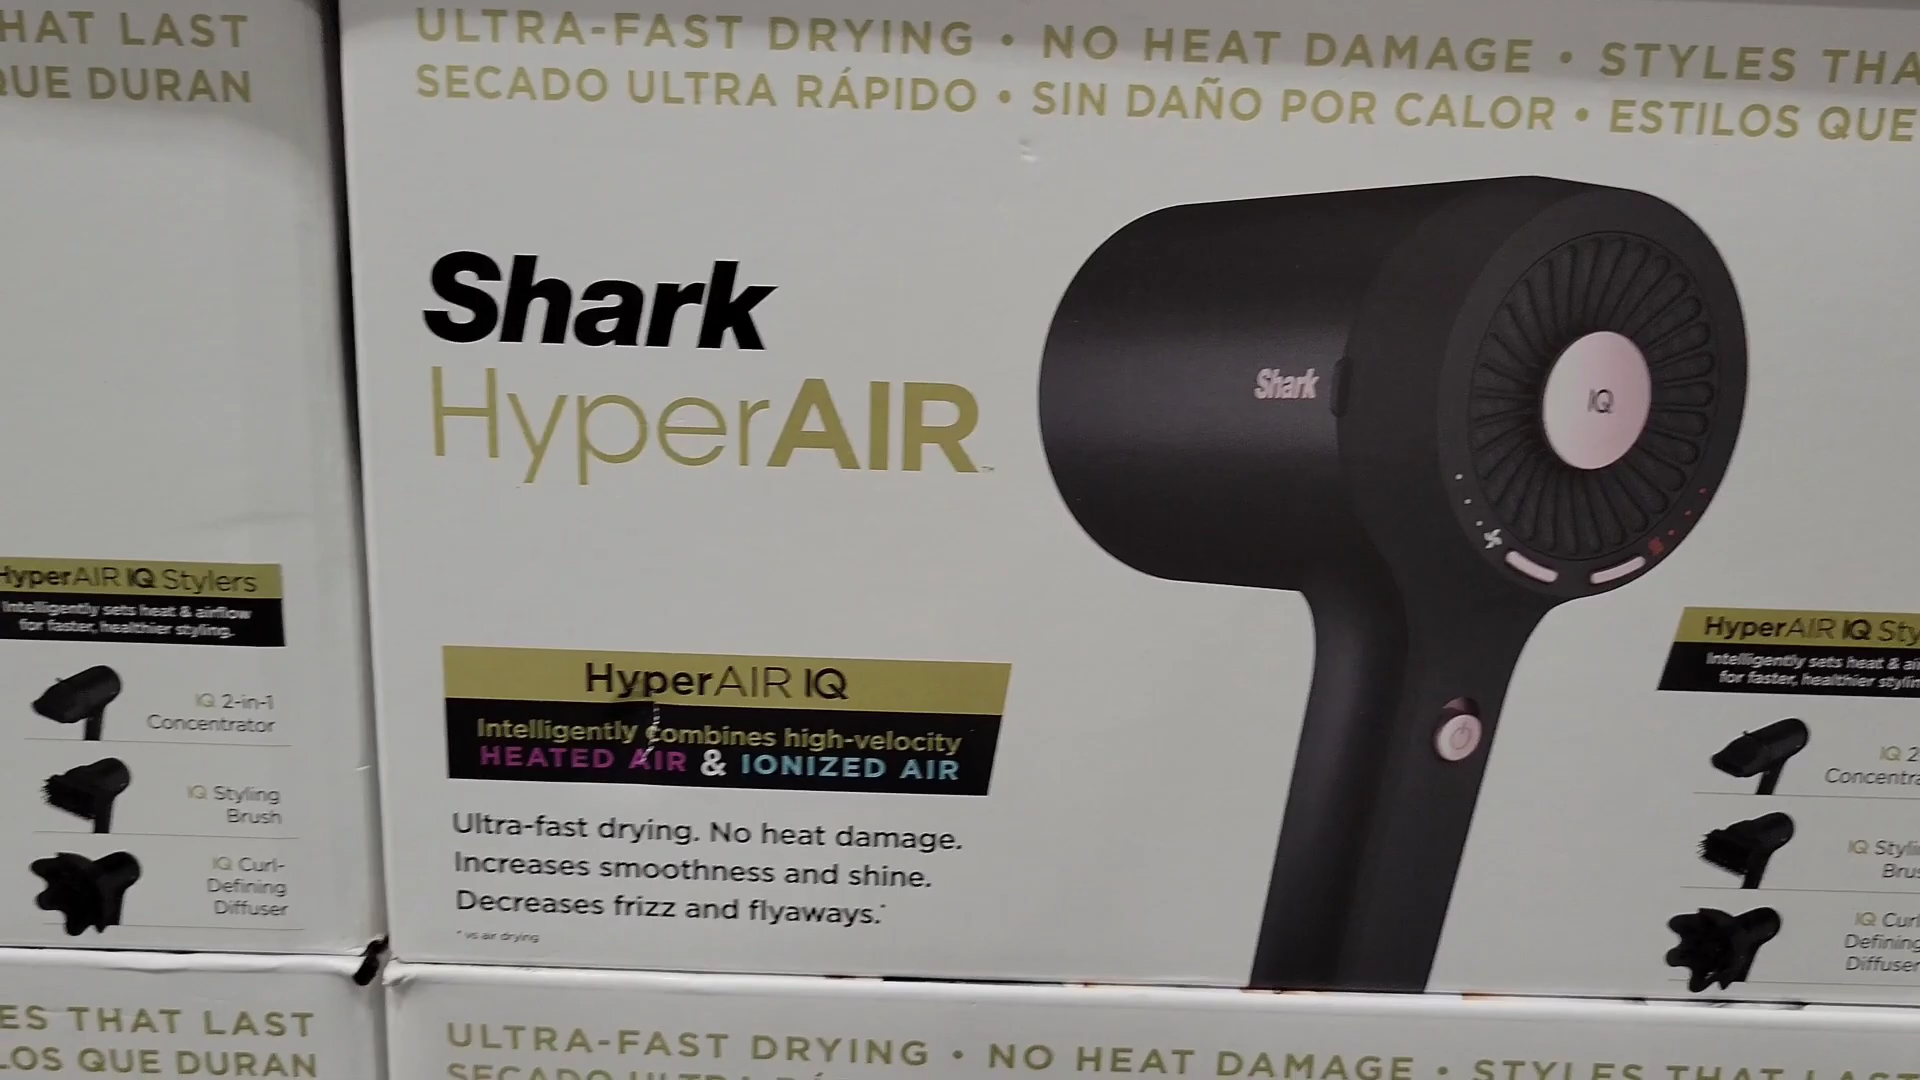 HAT LAST
QUE DURAN
HyperAIR IQ Stylers
Intelligently sets heat & airflow
for faster, healthier styling.
IQ 2-in-1
Concentrator
IQ Styling
Brush
IQ Curl-
Defining
Diffuser
ULTRA-FAST DRYING • NO HEAT DAMAGE • STYLES THA
SECADO ULTRA RÁPIDO • SIN DAÑO POR CALOR • ESTILOS QUE
Shark
HyperAIR™
Shark
IQ
HyperAIR IQ
Intelligently combines high-velocity
HEATED AIR & IONIZED AIR
Ultra-fast drying. No heat damage.
Increases smoothness and shine.
Decreases frizz and flyaways.*
* vs air drying
HyperAIR IQ Sty
Intelligently sets heat & ai
for faster, healthier stylin
IQ 2
Concentra
IQ Styli
Brus
IQ Curl
Defining
Diffuser
ES THAT LAST
LOS QUE DURAN
ULTRA-FAST DRYING • NO HEAT DAMAGE • STYLES THAT LAST